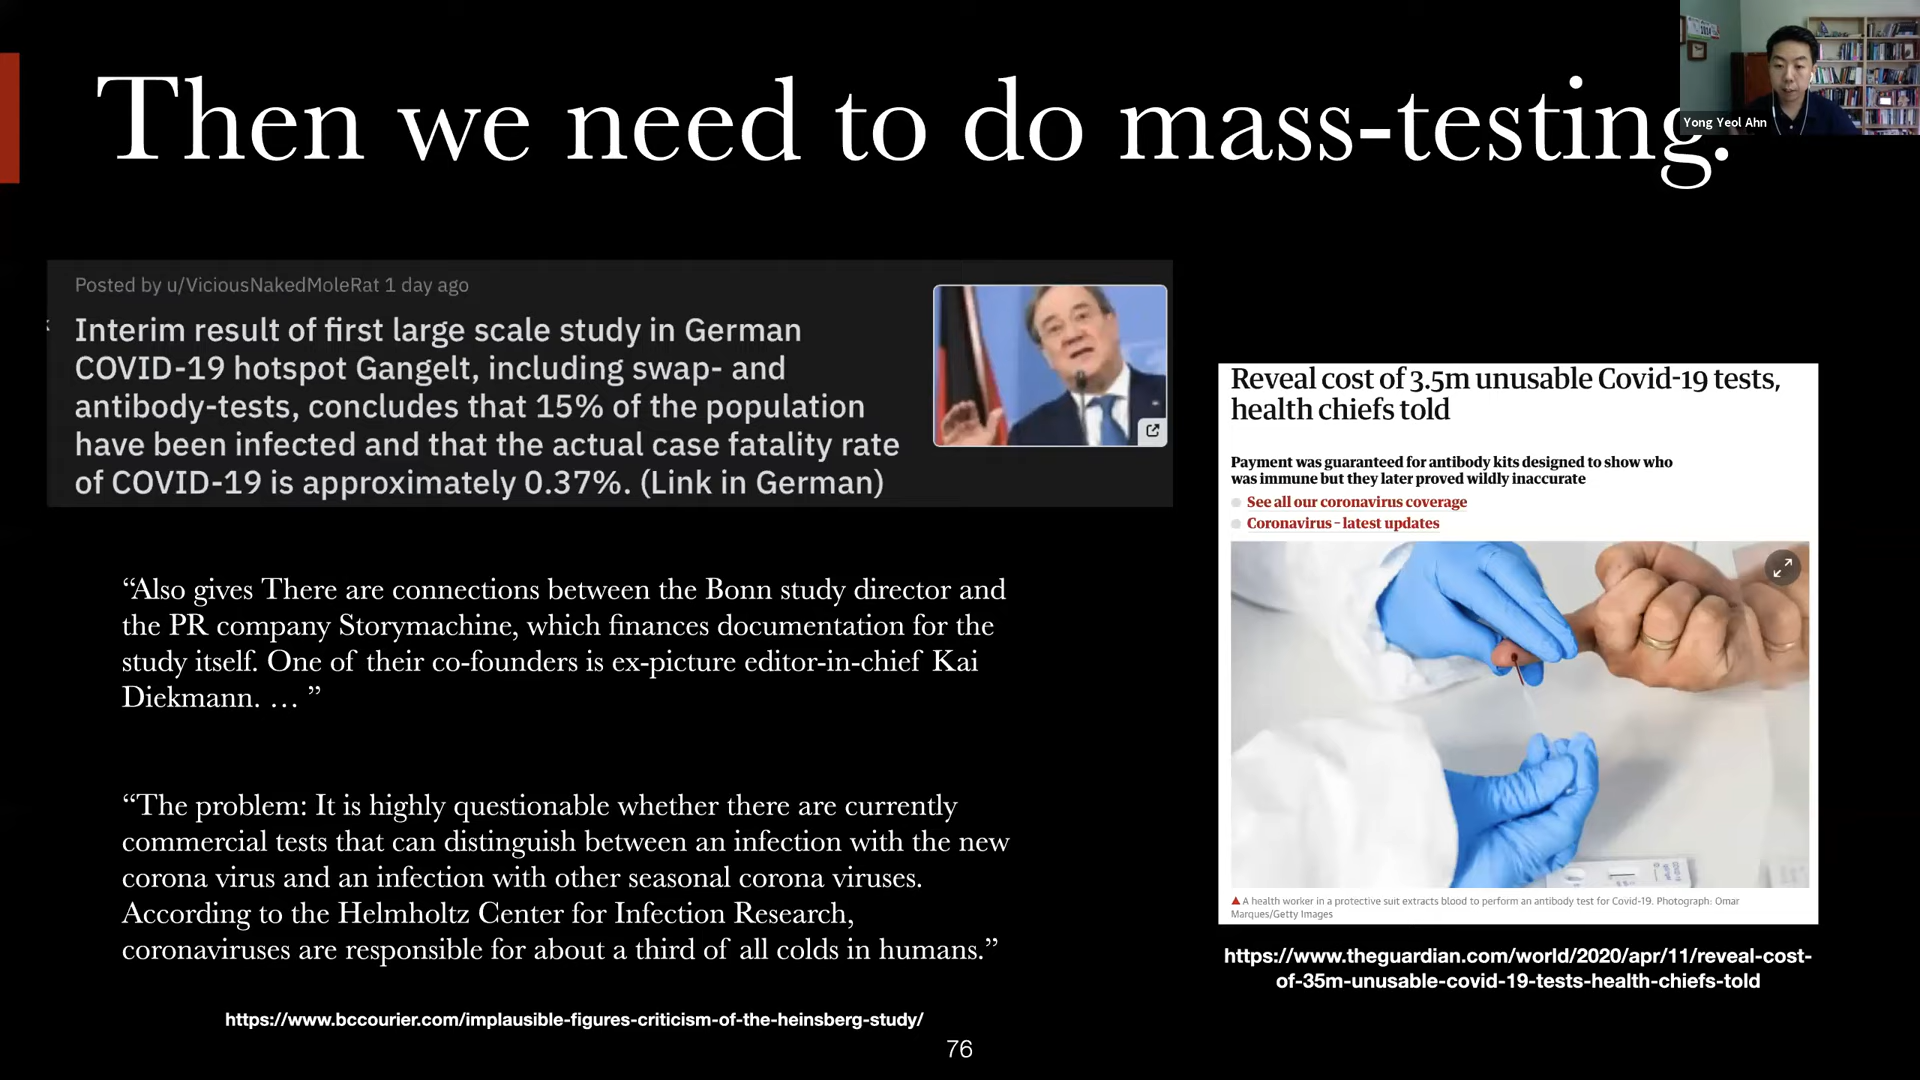 Then we need to do mass-testing.
Yong Yeol Ahn
Posted by u/ViciousNakedMoleRat 1 day ago
Interim result of first large scale study in German
COVID-19 hotspot Gangelt, including swap- and
antibody-tests, concludes that 15% of the population
have been infected and that the actual case fatality rate
of COVID-19 is approximately 0.37%. (Link in German)
“Also gives There are connections between the Bonn study director and
the PR company Storymachine, which finances documentation for the
study itself. One of their co-founders is ex-picture editor-in-chief Kai
Diekmann. … ”
“The problem: It is highly questionable whether there are currently
commercial tests that can distinguish between an infection with the new
corona virus and an infection with other seasonal corona viruses.
According to the Helmholtz Center for Infection Research,
coronaviruses are responsible for about a third of all colds in humans.”
https://www.bccourier.com/implausible-figures-criticism-of-the-heinsberg-study/
Reveal cost of 3.5m unusable Covid-19 tests,
health chiefs told
Payment was guaranteed for antibody kits designed to show who
was immune but they later proved wildly inaccurate
See all our coronavirus coverage
Coronavirus – latest updates
A health worker in a protective suit extracts blood to perform an antibody test for Covid-19. Photograph: Omar
Marques/Getty Images
https://www.theguardian.com/world/2020/apr/11/reveal-cost-
of-35m-unusable-covid-19-tests-health-chiefs-told
76